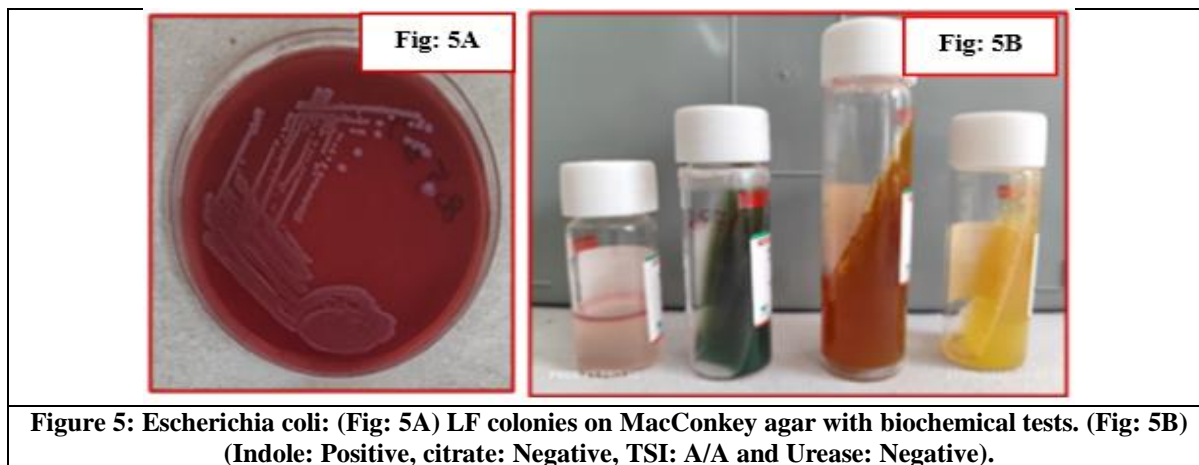 Fig: 5A
Fig: 5B
Figure 5: Escherichia coli: (Fig: 5A) LF colonies on MacConkey agar with biochemical tests. (Fig: 5B)
(Indole: Positive, citrate: Negative, TSI: A/A and Urease: Negative).